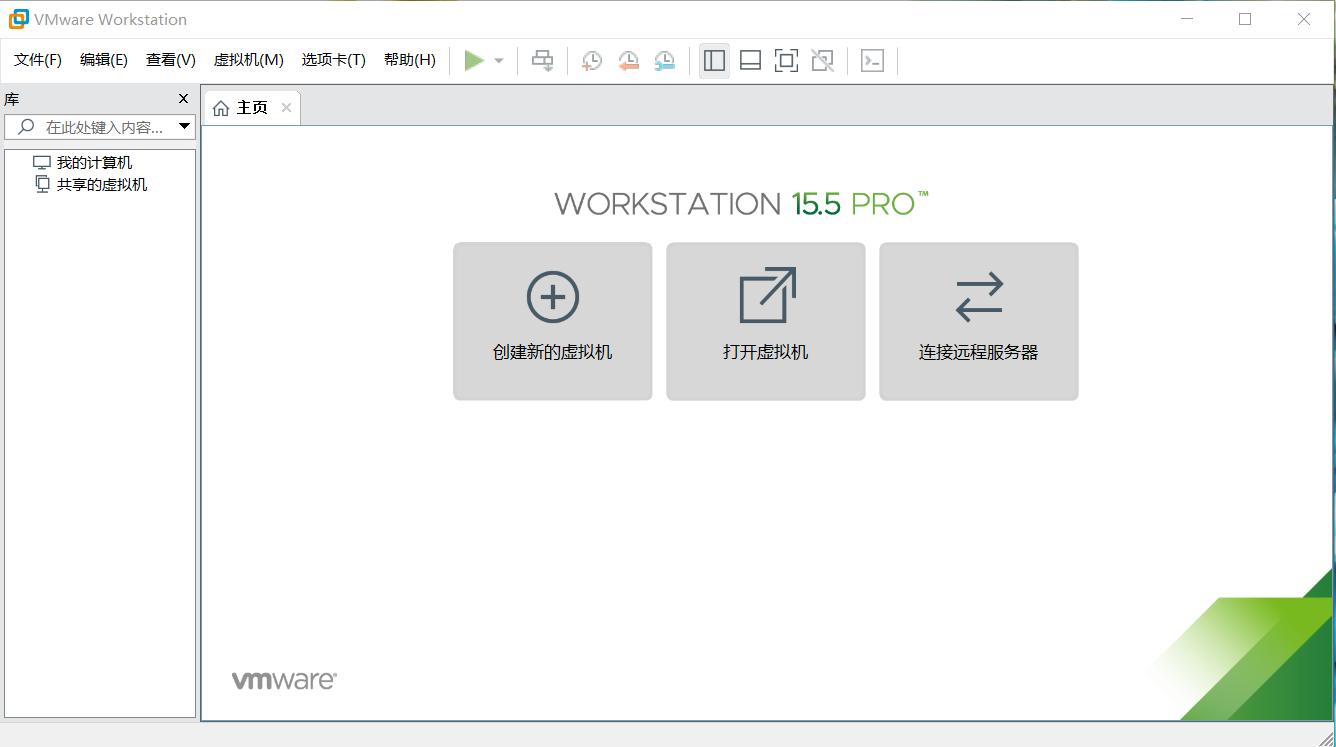 VMware Workstation
文件(F) 编辑(E) 查看(V) 虚拟机(M) 选项卡(T) 帮助(H)
库
主页
在此处键入内容...
我的计算机
共享的虚拟机
WORKSTATION 15.5 PRO™
创建新的虚拟机 打开虚拟机 连接远程服务器
vmware®